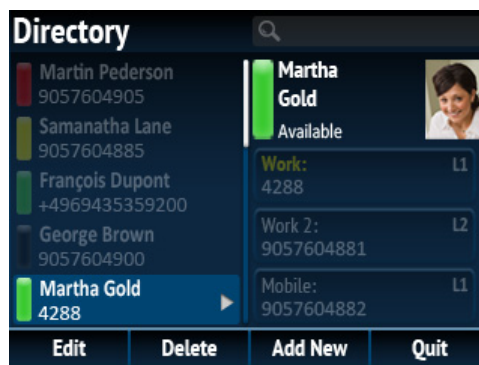 Directory
Martin Pederson
9057604905
Samanatha Lane
9057604885
François Dupont
+4969435359200
George Brown
9057604900
Martha Gold
4288
Martha
Gold
Available
Work: L1
4288
Work 2: L2
9057604881
Mobile: L1
9057604882
Edit Delete Add New Quit